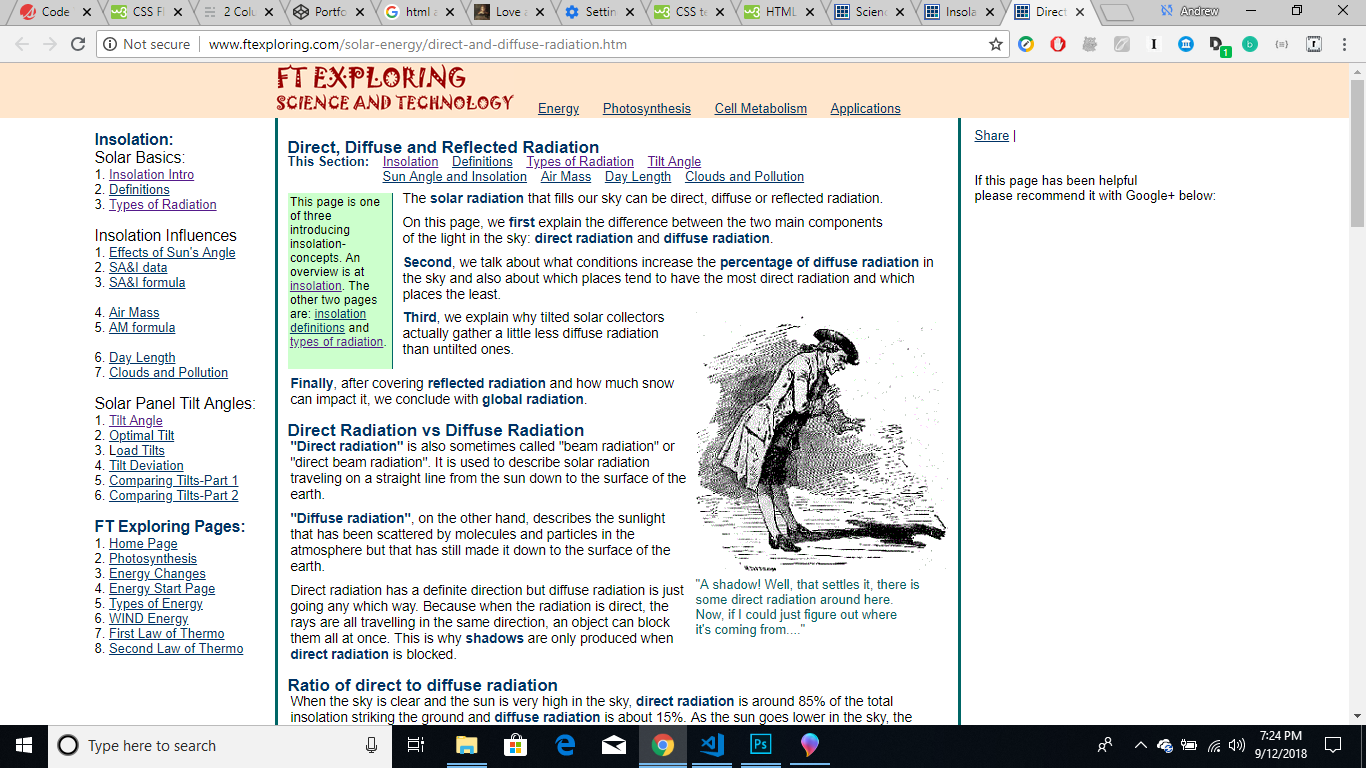 Code
CSS Fl
2 Colu
Portfo
html a
Love a
Settin
CSS te
HTML
Scienc
Insola
Direct
Andrew
Not secure | www.ftexploring.com/solar-energy/direct-and-diffuse-radiation.htm
FT EXPLORING
SCIENCE AND TECHNOLOGY
Energy Photosynthesis Cell Metabolism Applications
Insolation:
Solar Basics:
1. Insolation Intro
2. Definitions
3. Types of Radiation
Insolation Influences
1. Effects of Sun's Angle
2. SA&I data
3. SA&I formula
4. Air Mass
5. AM formula
6. Day Length
7. Clouds and Pollution
Solar Panel Tilt Angles:
1. Tilt Angle
2. Optimal Tilt
3. Load Tilts
4. Tilt Deviation
5. Comparing Tilts-Part 1
6. Comparing Tilts-Part 2
FT Exploring Pages:
1. Home Page
2. Photosynthesis
3. Energy Changes
4. Energy Start Page
5. Types of Energy
6. WIND Energy
7. First Law of Thermo
8. Second Law of Thermo
Direct, Diffuse and Reflected Radiation
This Section: Insolation Definitions Types of Radiation Tilt Angle
Sun Angle and Insolation Air Mass Day Length Clouds and Pollution
This page is one
of three
introducing
insolation-
concepts. An
overview is at
insolation. The
other two pages
are: insolation
definitions and
types of radiation.
The solar radiation that fills our sky can be direct, diffuse or reflected radiation.
On this page, we first explain the difference between the two main components
of the light in the sky: direct radiation and diffuse radiation.
Second, we talk about what conditions increase the percentage of diffuse radiation in
the sky and also about which places tend to have the most direct radiation and which
places the least.
Third, we explain why tilted solar collectors
actually gather a little less diffuse radiation
than untilted ones.
Finally, after covering reflected radiation and how much snow
can impact it, we conclude with global radiation.
Direct Radiation vs Diffuse Radiation
"Direct radiation" is also sometimes called "beam radiation" or
"direct beam radiation". It is used to describe solar radiation
traveling on a straight line from the sun down to the surface of the
earth.
"Diffuse radiation", on the other hand, describes the sunlight
that has been scattered by molecules and particles in the
atmosphere but that has still made it down to the surface of the
earth.
Direct radiation has a definite direction but diffuse radiation is just
going any which way. Because when the radiation is direct, the
rays are all travelling in the same direction, an object can block
them all at once. This is why shadows are only produced when
direct radiation is blocked.
"A shadow! Well, that settles it, there is
some direct radiation around here.
Now, if I could just figure out where
it's coming from...."
Ratio of direct to diffuse radiation
When the sky is clear and the sun is very high in the sky, direct radiation is around 85% of the total
insolation striking the ground and diffuse radiation is about 15%. As the sun goes lower in the sky, the
Share |
If this page has been helpful
please recommend it with Google+ below:
Type here to search
7:24 PM
9/12/2018